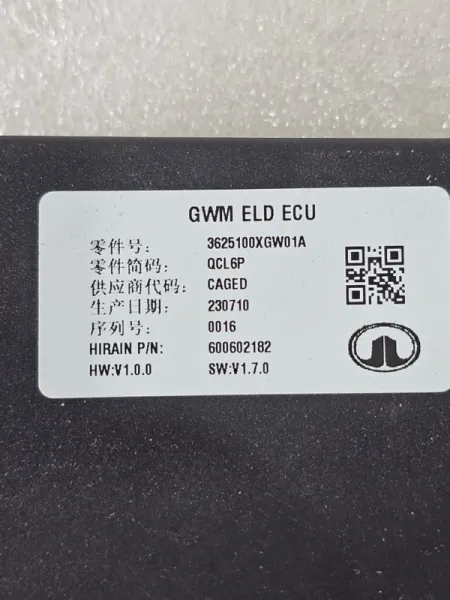 GWM ELD ECU
零件号: 3625100XGW01A
零件简码: QCL6P
供应商代码: CAGED
生产日期: 230710
序列号: 0016
HIRAIN P/N: 600602182
HW:V1.0.0 SW:V1.7.0